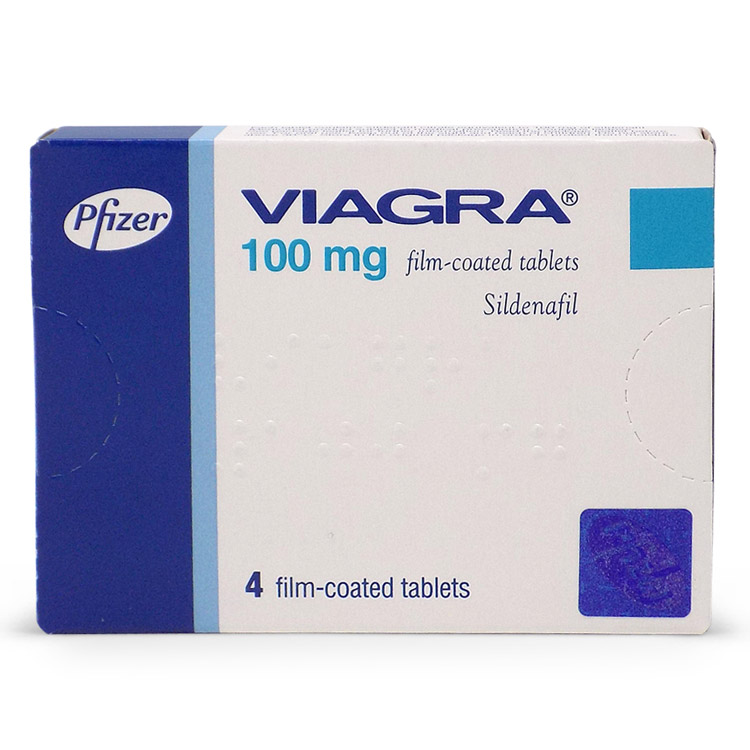 Pfizer
VIAGRA®
100 mg film-coated tablets
Sildenafil
4 film-coated tablets